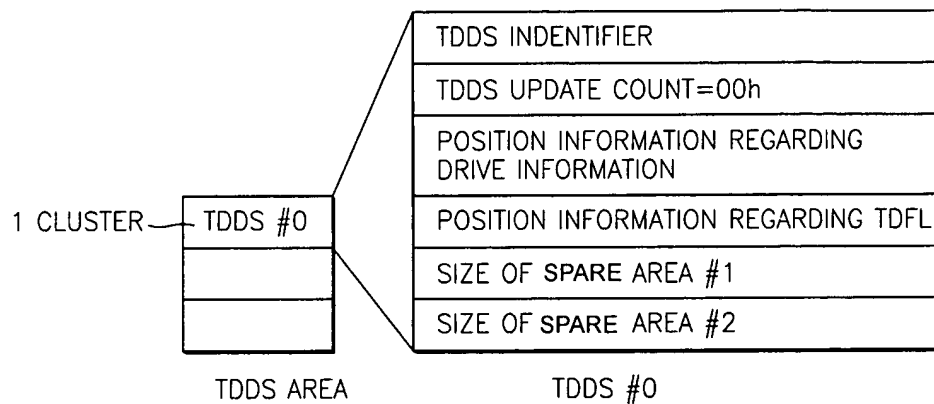 TDDS INDENTIFIER
TDDS UPDATE COUNT=00h
POSITION INFORMATION REGARDING
DRIVE INFORMATION
1 CLUSTER
TDDS #0
POSITION INFORMATION REGARDING TDFL
SIZE OF SPARE AREA #1
SIZE OF SPARE AREA #2
TDDS AREA
TDDS #0